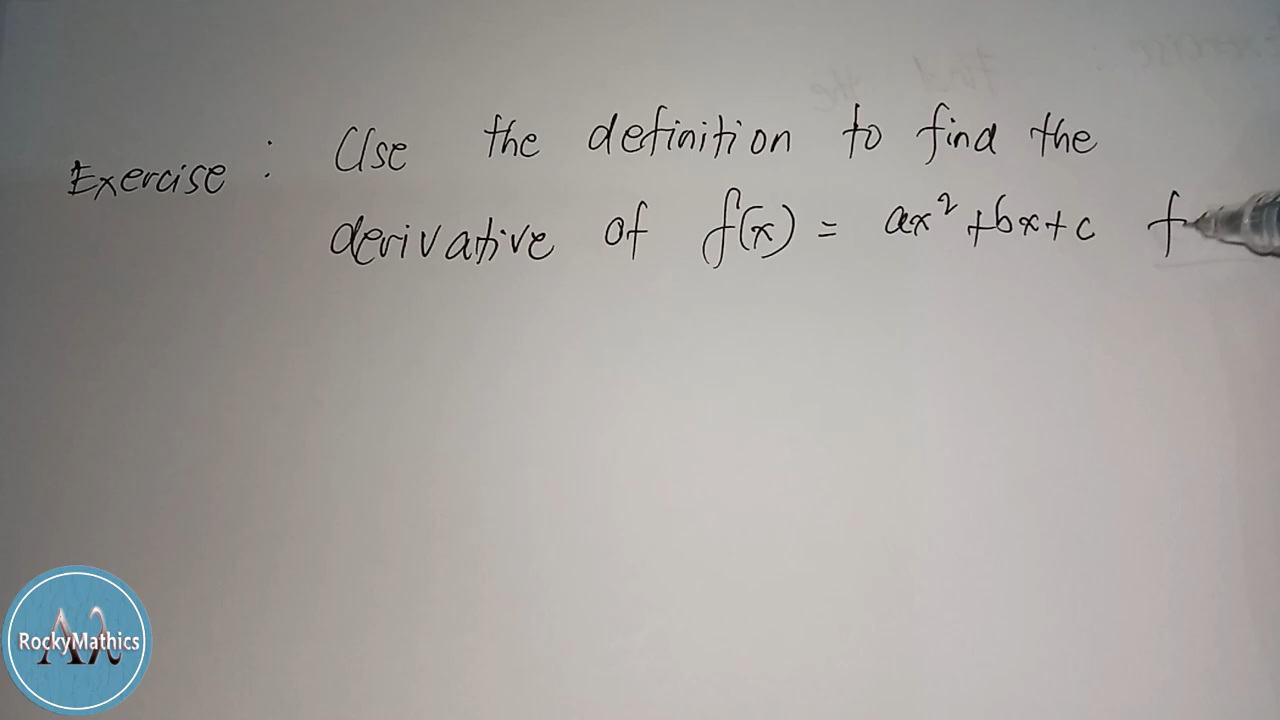 Exercise : Use the definition to find the
derivative of f(x) = ax² + bx + c f
RockyMathics